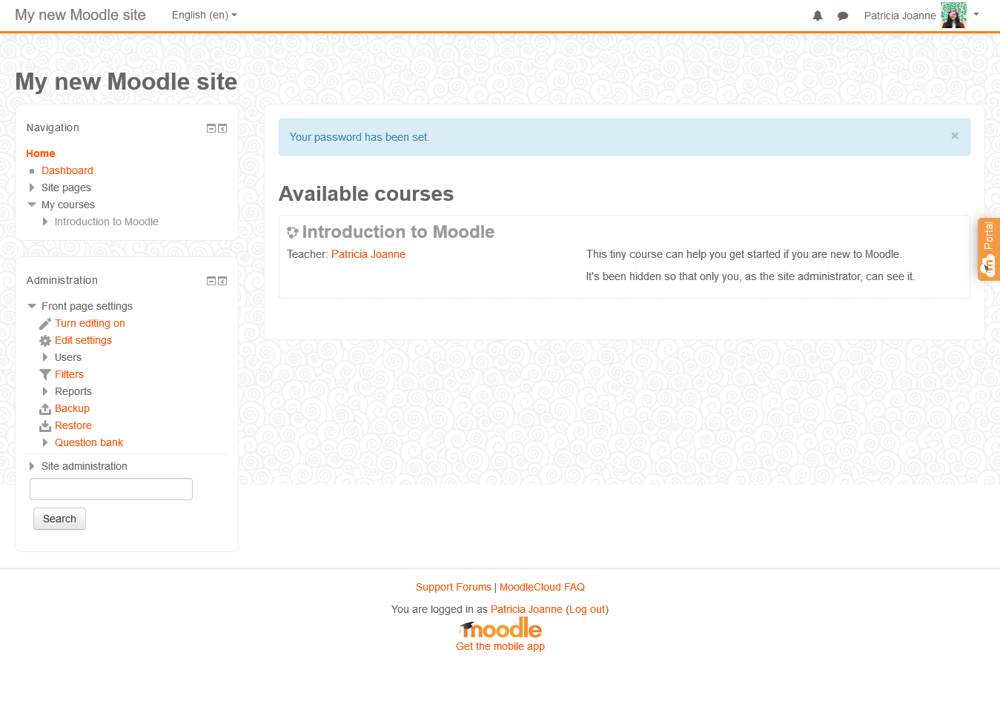 My new Moodle site
English (en)
Patricia Joanne
My new Moodle site
Navigation
Home
Dashboard
Site pages
My courses
Introduction to Moodle
Administration
Front page settings
Turn editing on
Edit settings
Users
Filters
Reports
Backup
Restore
Question bank
Site administration
Search
Your password has been set.
×
Available courses
Introduction to Moodle
Teacher: Patricia Joanne
This tiny course can help you get started if you are new to Moodle.
It's been hidden so that only you, as the site administrator, can see it.
Portal
m
Support Forums | MoodleCloud FAQ
You are logged in as Patricia Joanne (Log out)
moodle
Get the mobile app